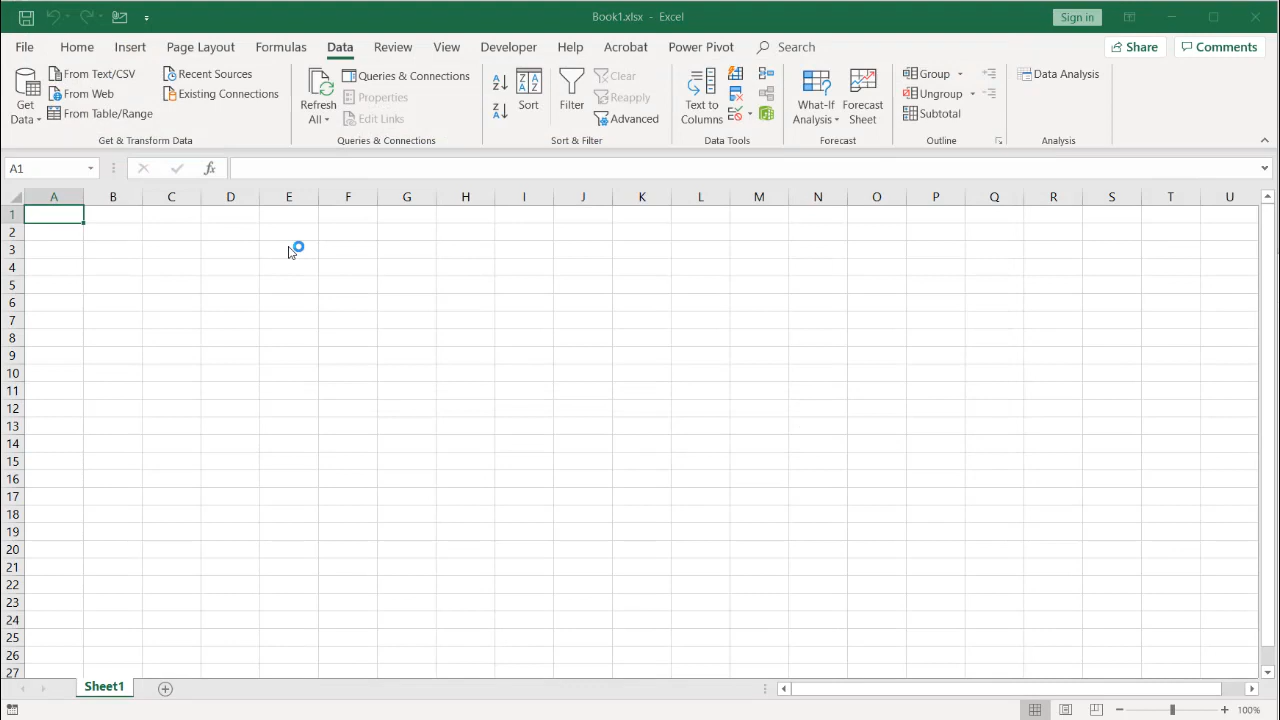 Book1.xlsx - Excel
Sign in
File Home Insert Page Layout Formulas Data Review View Developer Help Acrobat Power Pivot Search Share Comments
Get Data
From Text/CSV
From Web
From Table/Range
Recent Sources
Existing Connections
Get & Transform Data
Refresh All
Queries & Connections
Properties
Edit Links
Queries & Connections
Sort
Filter
Clear
Reapply
Advanced
Sort & Filter
Text to Columns
Data Tools
What-If Analysis
Forecast Sheet
Forecast
Group
Ungroup
Subtotal
Outline
Data Analysis
Analysis
A1
fx
A B C D E F G H I J K L M N O P Q R S T U
1
2
3
4
5
6
7
8
9
10
11
12
13
14
15
16
17
18
19
20
21
22
23
24
25
26
27
Sheet1
100%